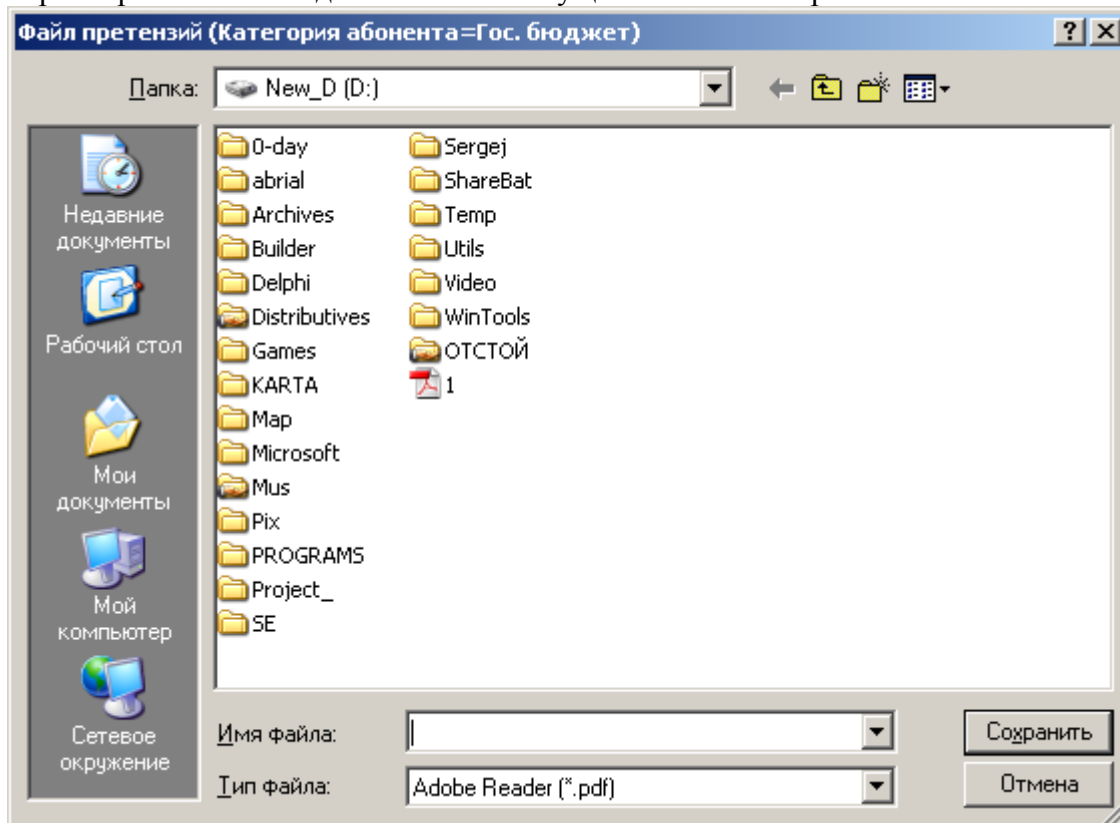 Файл претензий (Категория абонента=Гос. бюджет)
Папка: New_D (D:)
Недавние документы
Рабочий стол
Мои документы
Мой компьютер
Сетевое окружение
0-day
abrial
Archives
Builder
Delphi
Distributives
Games
KARTA
Map
Microsoft
Mus
Pix
PROGRAMS
Project_
SE
Sergej
ShareBat
Temp
Utils
Video
WinTools
ОТСТОЙ
1
Имя файла:
Сохранить
Тип файла: Adobe Reader (*.pdf)
Отмена